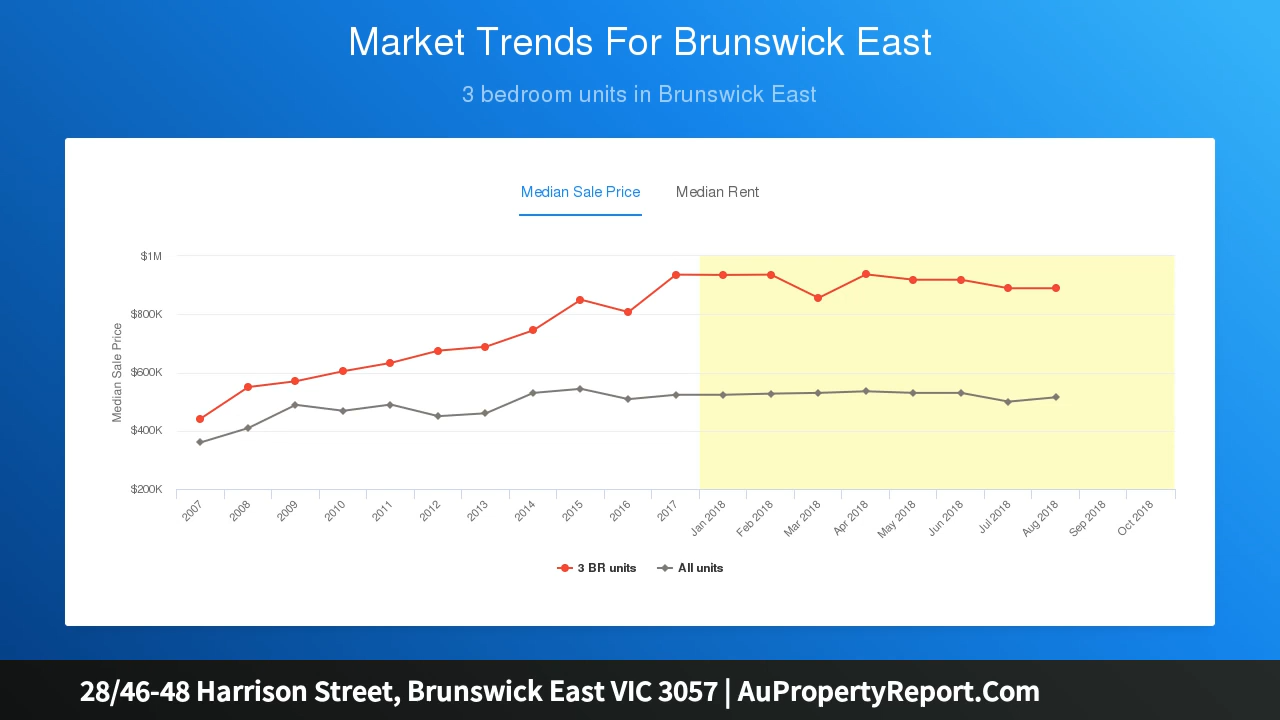 Market Trends For Brunswick East
3 bedroom units in Brunswick East
Median Sale Price Median Rent
Median Sale Price
$1M
$800K
$600K
$400K
$200K
2007 2008 2009 2010 2011 2012 2013 2014 2015 2016 2017 Jan 2018 Feb 2018 Mar 2018 Apr 2018 May 2018 Jun 2018 Jul 2018 Aug 2018 Sep 2018 Oct 2018
3 BR units All units
28/46-48 Harrison Street, Brunswick East VIC 3057 | AuPropertyReport.Com